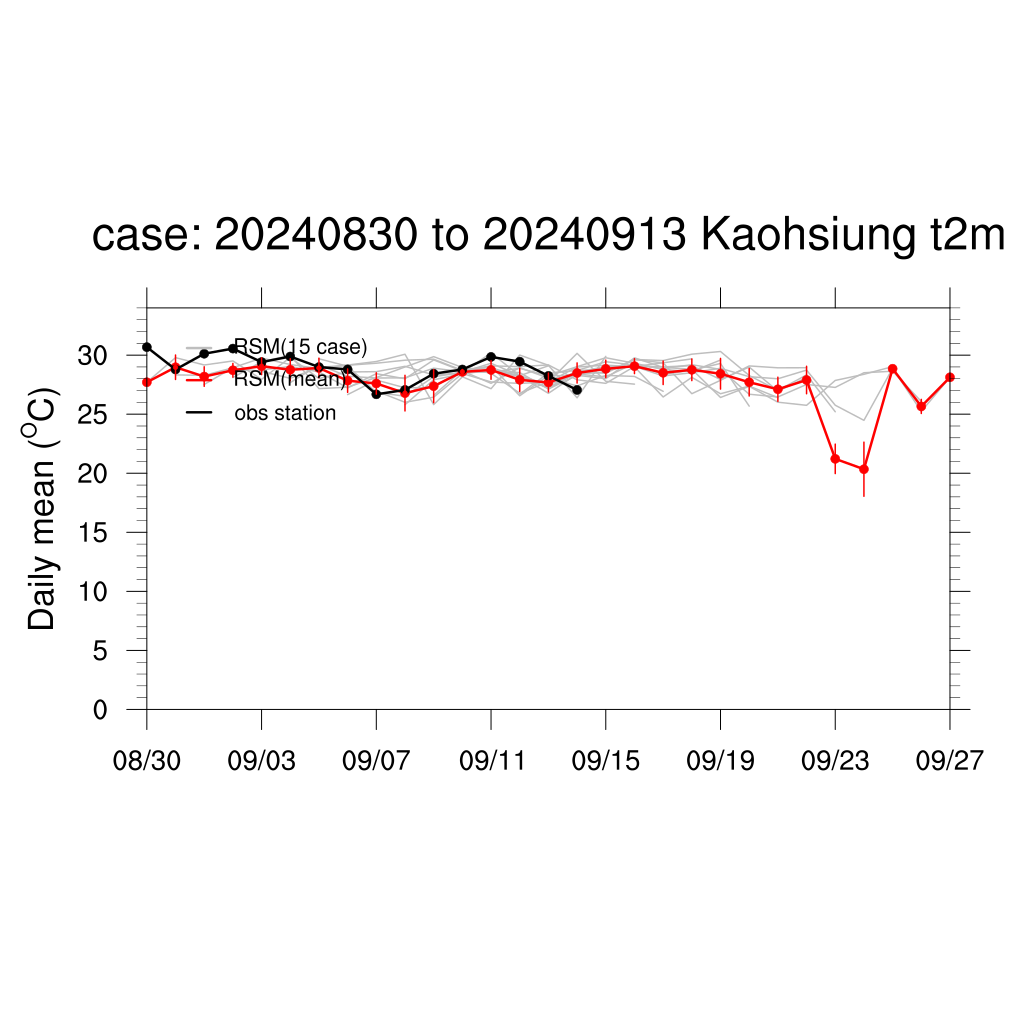 case: 20240830 to 20240913 Kaohsiung t2m
Daily mean (°C)
30
25
20
15
10
5
0
RSM(15 case)
RSM(mean)
obs station
08/30 09/03 09/07 09/11 09/15 09/19 09/23 09/27